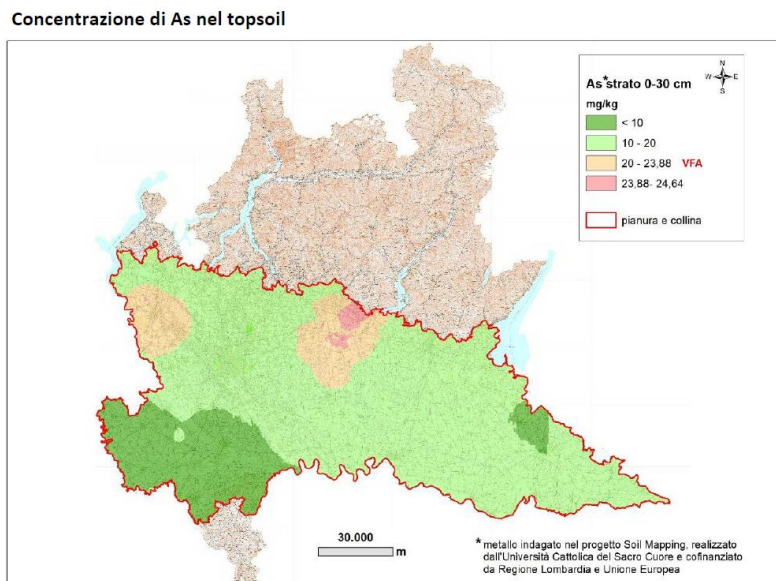 Concentrazione di As nel topsoil
N
W E
S
As* strato 0-30 cm
mg/kg
< 10
10 - 20
20 - 23,88 VFA
23,88- 24,64
pianura e collina
30.000
m
* metallo indagato nel progetto Soil Mapping, realizzato
dall'Università Cattolica del Sacro Cuore e cofinanziato
da Regione Lombardia e Unione Europea